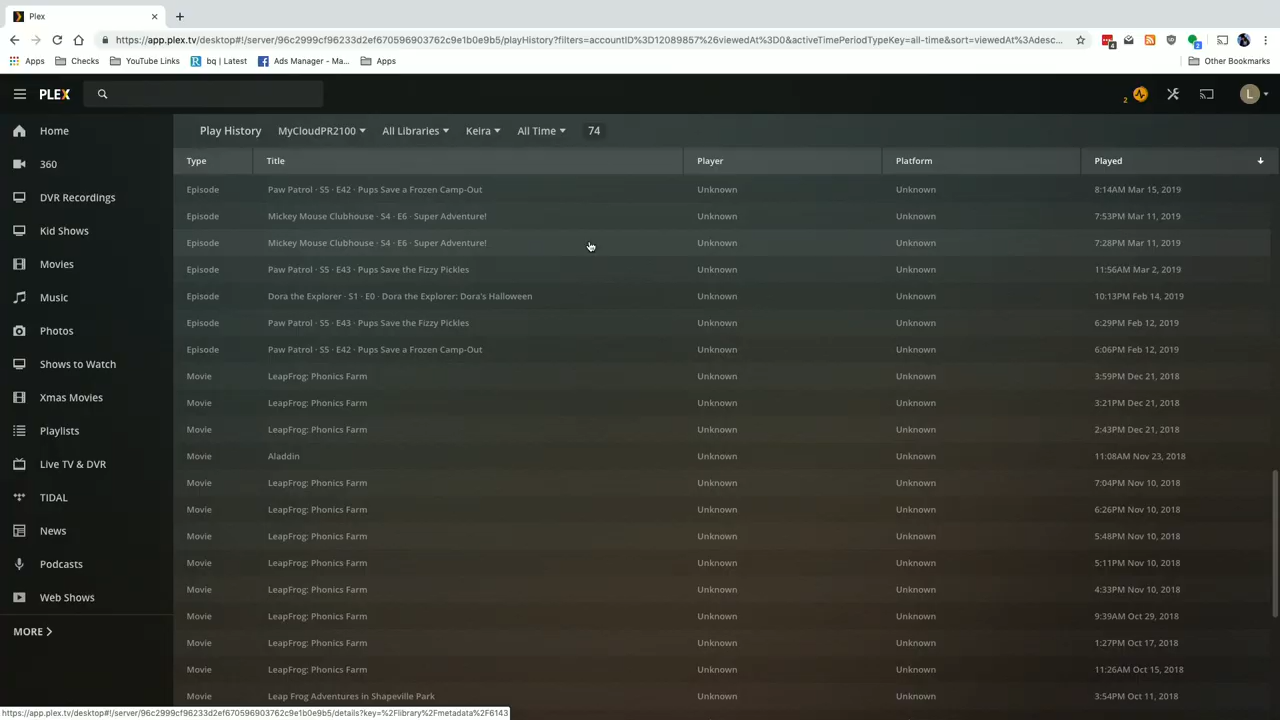 Plex
https://app.plex.tv/desktop#!/server/96c2999cf96233d2ef670596903762c9e1b0e9b5/playHistory?filters=accountID%3D12089857%26viewedAt%3D0&activeTimePeriodTypeKey=all-time&sort=viewedAt%3Adesc...
4
2
Apps Checks YouTube Links bq | Latest Ads Manager - Ma... Apps Other Bookmarks
PLEX 2 L
Home
360
DVR Recordings
Kid Shows
Movies
Music
Photos
Shows to Watch
Xmas Movies
Playlists
Live TV & DVR
TIDAL
News
Podcasts
Web Shows
MORE
Play History MyCloudPR2100 All Libraries Keira All Time 74
Type Title Player Platform Played
Episode Paw Patrol · S5 · E42 · Pups Save a Frozen Camp-Out Unknown Unknown 8:14AM Mar 15, 2019
Episode Mickey Mouse Clubhouse · S4 · E6 · Super Adventure! Unknown Unknown 7:53PM Mar 11, 2019
Episode Mickey Mouse Clubhouse · S4 · E6 · Super Adventure! Unknown Unknown 7:28PM Mar 11, 2019
Episode Paw Patrol · S5 · E43 · Pups Save the Fizzy Pickles Unknown Unknown 11:56AM Mar 2, 2019
Episode Dora the Explorer · S1 · E0 · Dora the Explorer: Dora's Halloween Unknown Unknown 10:13PM Feb 14, 2019
Episode Paw Patrol · S5 · E43 · Pups Save the Fizzy Pickles Unknown Unknown 6:29PM Feb 12, 2019
Episode Paw Patrol · S5 · E42 · Pups Save a Frozen Camp-Out Unknown Unknown 6:06PM Feb 12, 2019
Movie LeapFrog: Phonics Farm Unknown Unknown 3:59PM Dec 21, 2018
Movie LeapFrog: Phonics Farm Unknown Unknown 3:21PM Dec 21, 2018
Movie LeapFrog: Phonics Farm Unknown Unknown 2:43PM Dec 21, 2018
Movie Aladdin Unknown Unknown 11:08AM Nov 23, 2018
Movie LeapFrog: Phonics Farm Unknown Unknown 7:04PM Nov 10, 2018
Movie LeapFrog: Phonics Farm Unknown Unknown 6:26PM Nov 10, 2018
Movie LeapFrog: Phonics Farm Unknown Unknown 5:48PM Nov 10, 2018
Movie LeapFrog: Phonics Farm Unknown Unknown 5:11PM Nov 10, 2018
Movie LeapFrog: Phonics Farm Unknown Unknown 4:33PM Nov 10, 2018
Movie LeapFrog: Phonics Farm Unknown Unknown 9:39AM Oct 29, 2018
Movie LeapFrog: Phonics Farm Unknown Unknown 1:27PM Oct 17, 2018
Movie LeapFrog: Phonics Farm Unknown Unknown 11:26AM Oct 15, 2018
Movie Leap Frog Adventures in Shapeville Park Unknown Unknown 3:54PM Oct 11, 2018
https://app.plex.tv/desktop#!/server/96c2999cf96233d2ef670596903762c9e1b0e9b5/details?key=%2Flibrary%2Fmetadata%2F6143